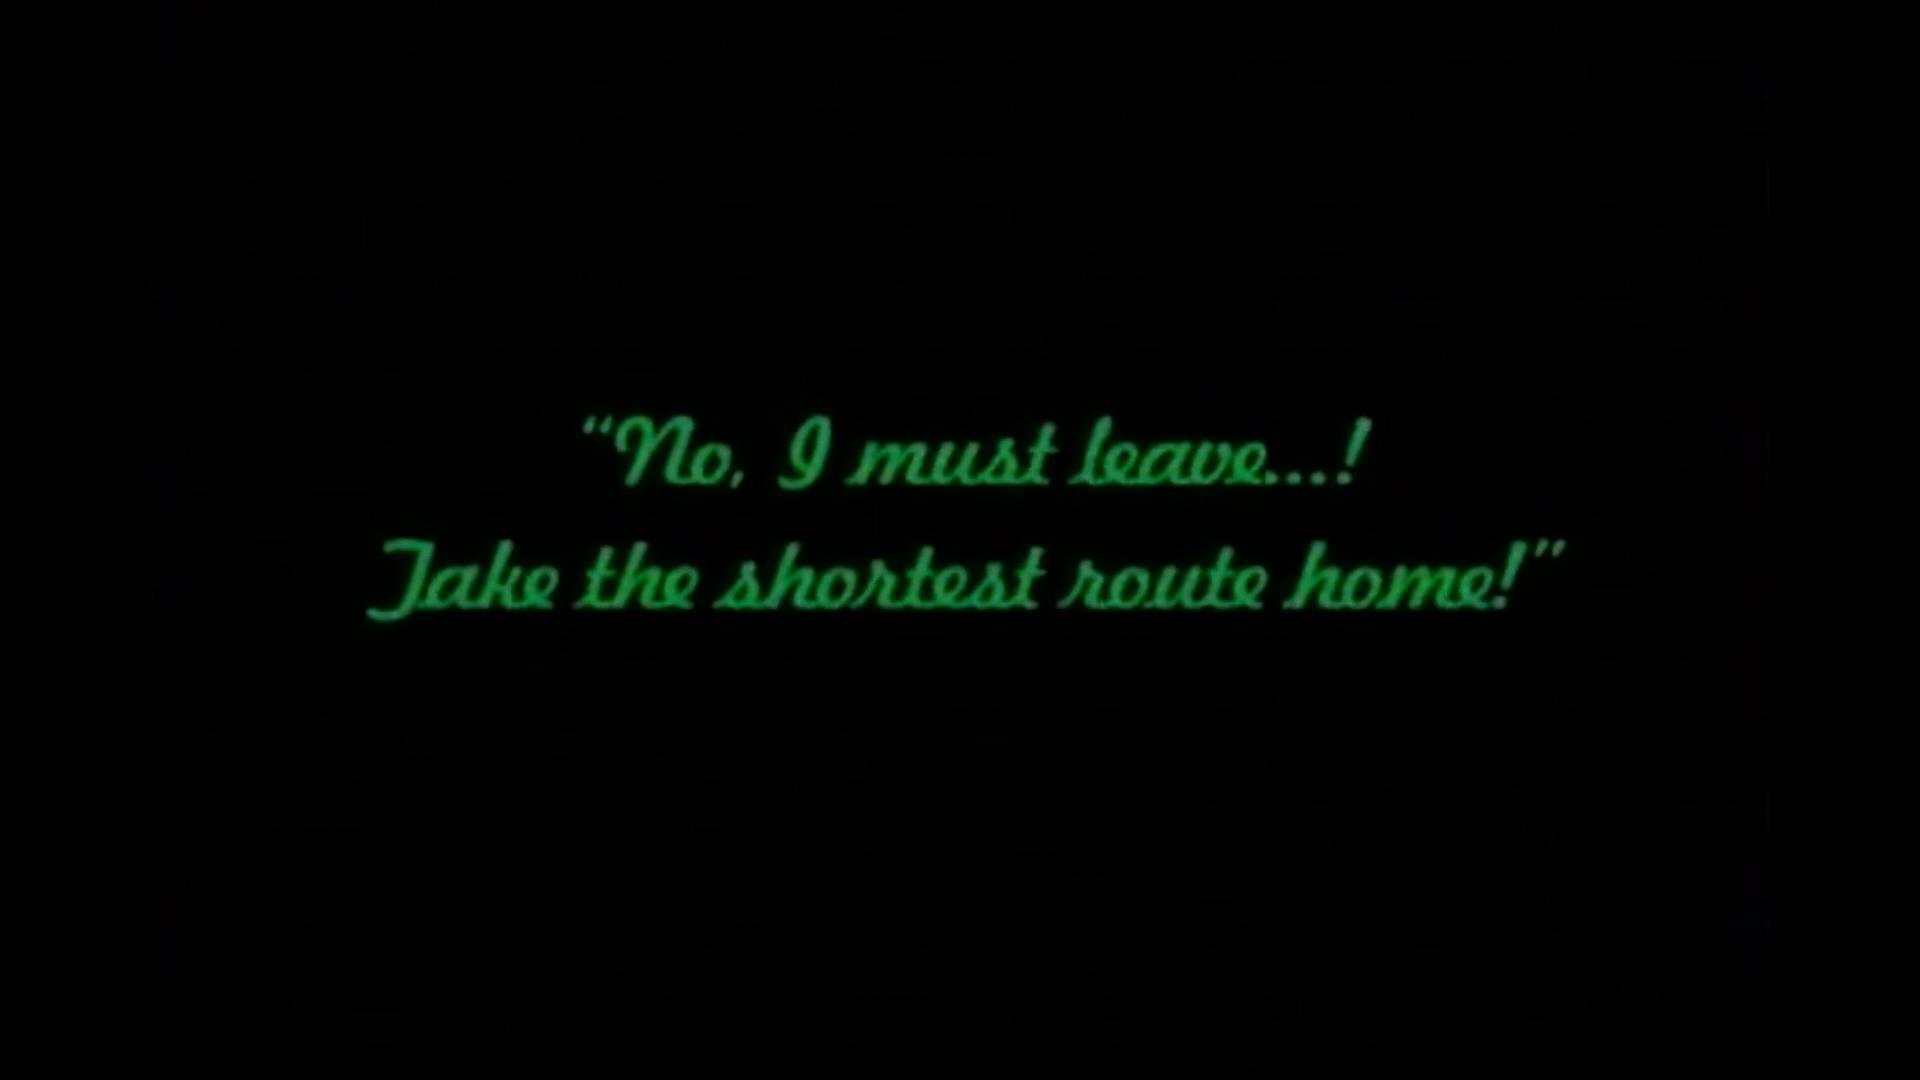 “No, I must leave...!
Take the shortest route home!”